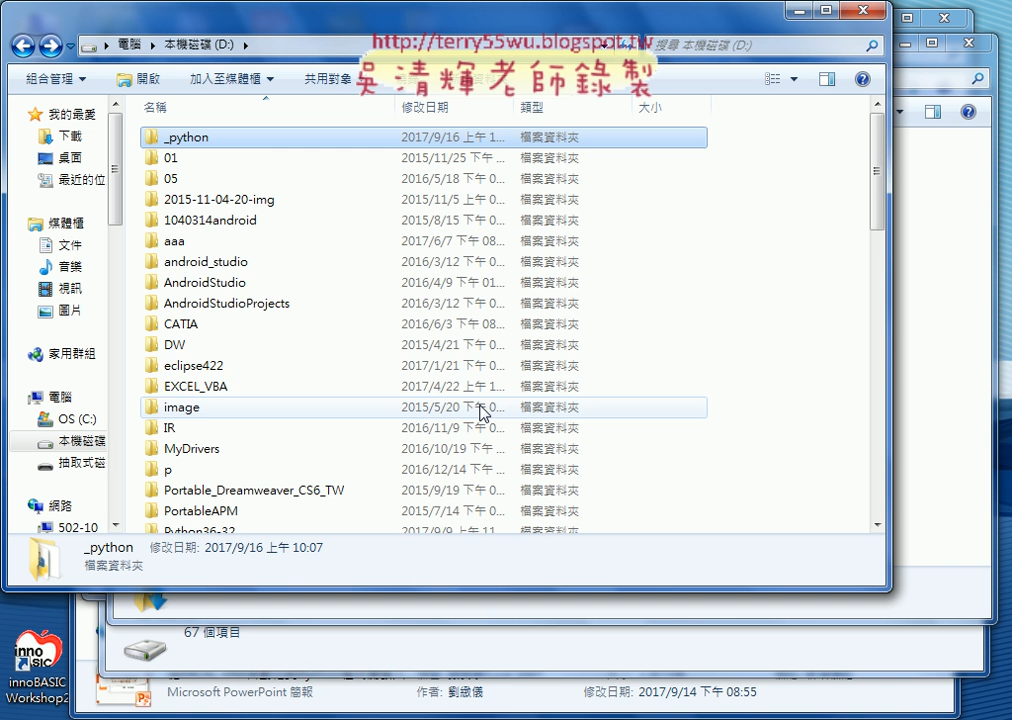 http://terry55wu.blogspot.tw
吳清輝老師錄製
電腦 ▸ 本機磁碟 (D:) ▸
搜尋 本機磁碟 (D:)
組合管理 開啟 加入至媒體櫃 共用對象
名稱 修改日期 類型 大小
我的最愛
下載
桌面
最近的位
媒體櫃
文件
音樂
視訊
圖片
家用群組
電腦
OS (C:)
本機磁碟
抽取式磁
網路
502-10
_python 2017/9/16 上午 1... 檔案資料夾
01 2015/11/25 下午 ... 檔案資料夾
05 2016/5/18 下午 0... 檔案資料夾
2015-11-04-20-img 2015/11/5 上午 0... 檔案資料夾
1040314android 2015/8/15 下午 0... 檔案資料夾
aaa 2017/6/7 下午 08... 檔案資料夾
android_studio 2016/3/12 下午 0... 檔案資料夾
AndroidStudio 2016/4/9 下午 01... 檔案資料夾
AndroidStudioProjects 2016/3/12 下午 0... 檔案資料夾
CATIA 2016/6/3 下午 08... 檔案資料夾
DW 2015/4/21 下午 0... 檔案資料夾
eclipse422 2017/1/21 下午 0... 檔案資料夾
EXCEL_VBA 2017/4/22 上午 1... 檔案資料夾
image 2015/5/20 下午 0... 檔案資料夾
IR 2016/11/9 下午 0... 檔案資料夾
MyDrivers 2016/10/19 下午 ... 檔案資料夾
p 2016/12/14 下午 ... 檔案資料夾
Portable_Dreamweaver_CS6_TW 2015/9/19 下午 0... 檔案資料夾
PortableAPM 2015/7/14 下午 0... 檔案資料夾
Python36-32 2017/9/9 上午 11... 檔案資料夾
_python 修改日期: 2017/9/16 上午 10:07
檔案資料夾
67 個項目
Microsoft PowerPoint 簡報 作者: 劉緻儀 修改日期: 2017/9/14 下午 08:55
inno
BASIC
innoBASIC
Workshop2